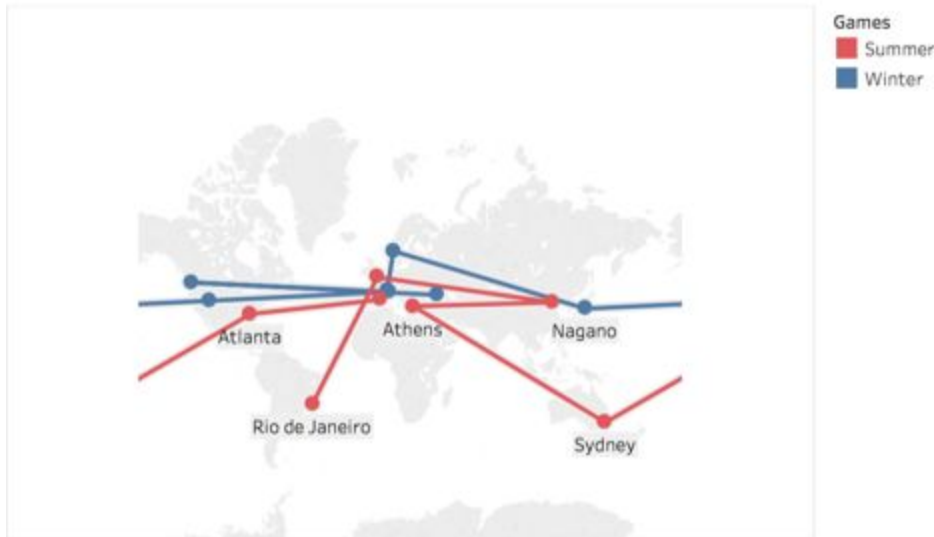 Games
Summer
Winter
Atlanta
Athens
Nagano
Rio de Janeiro
Sydney